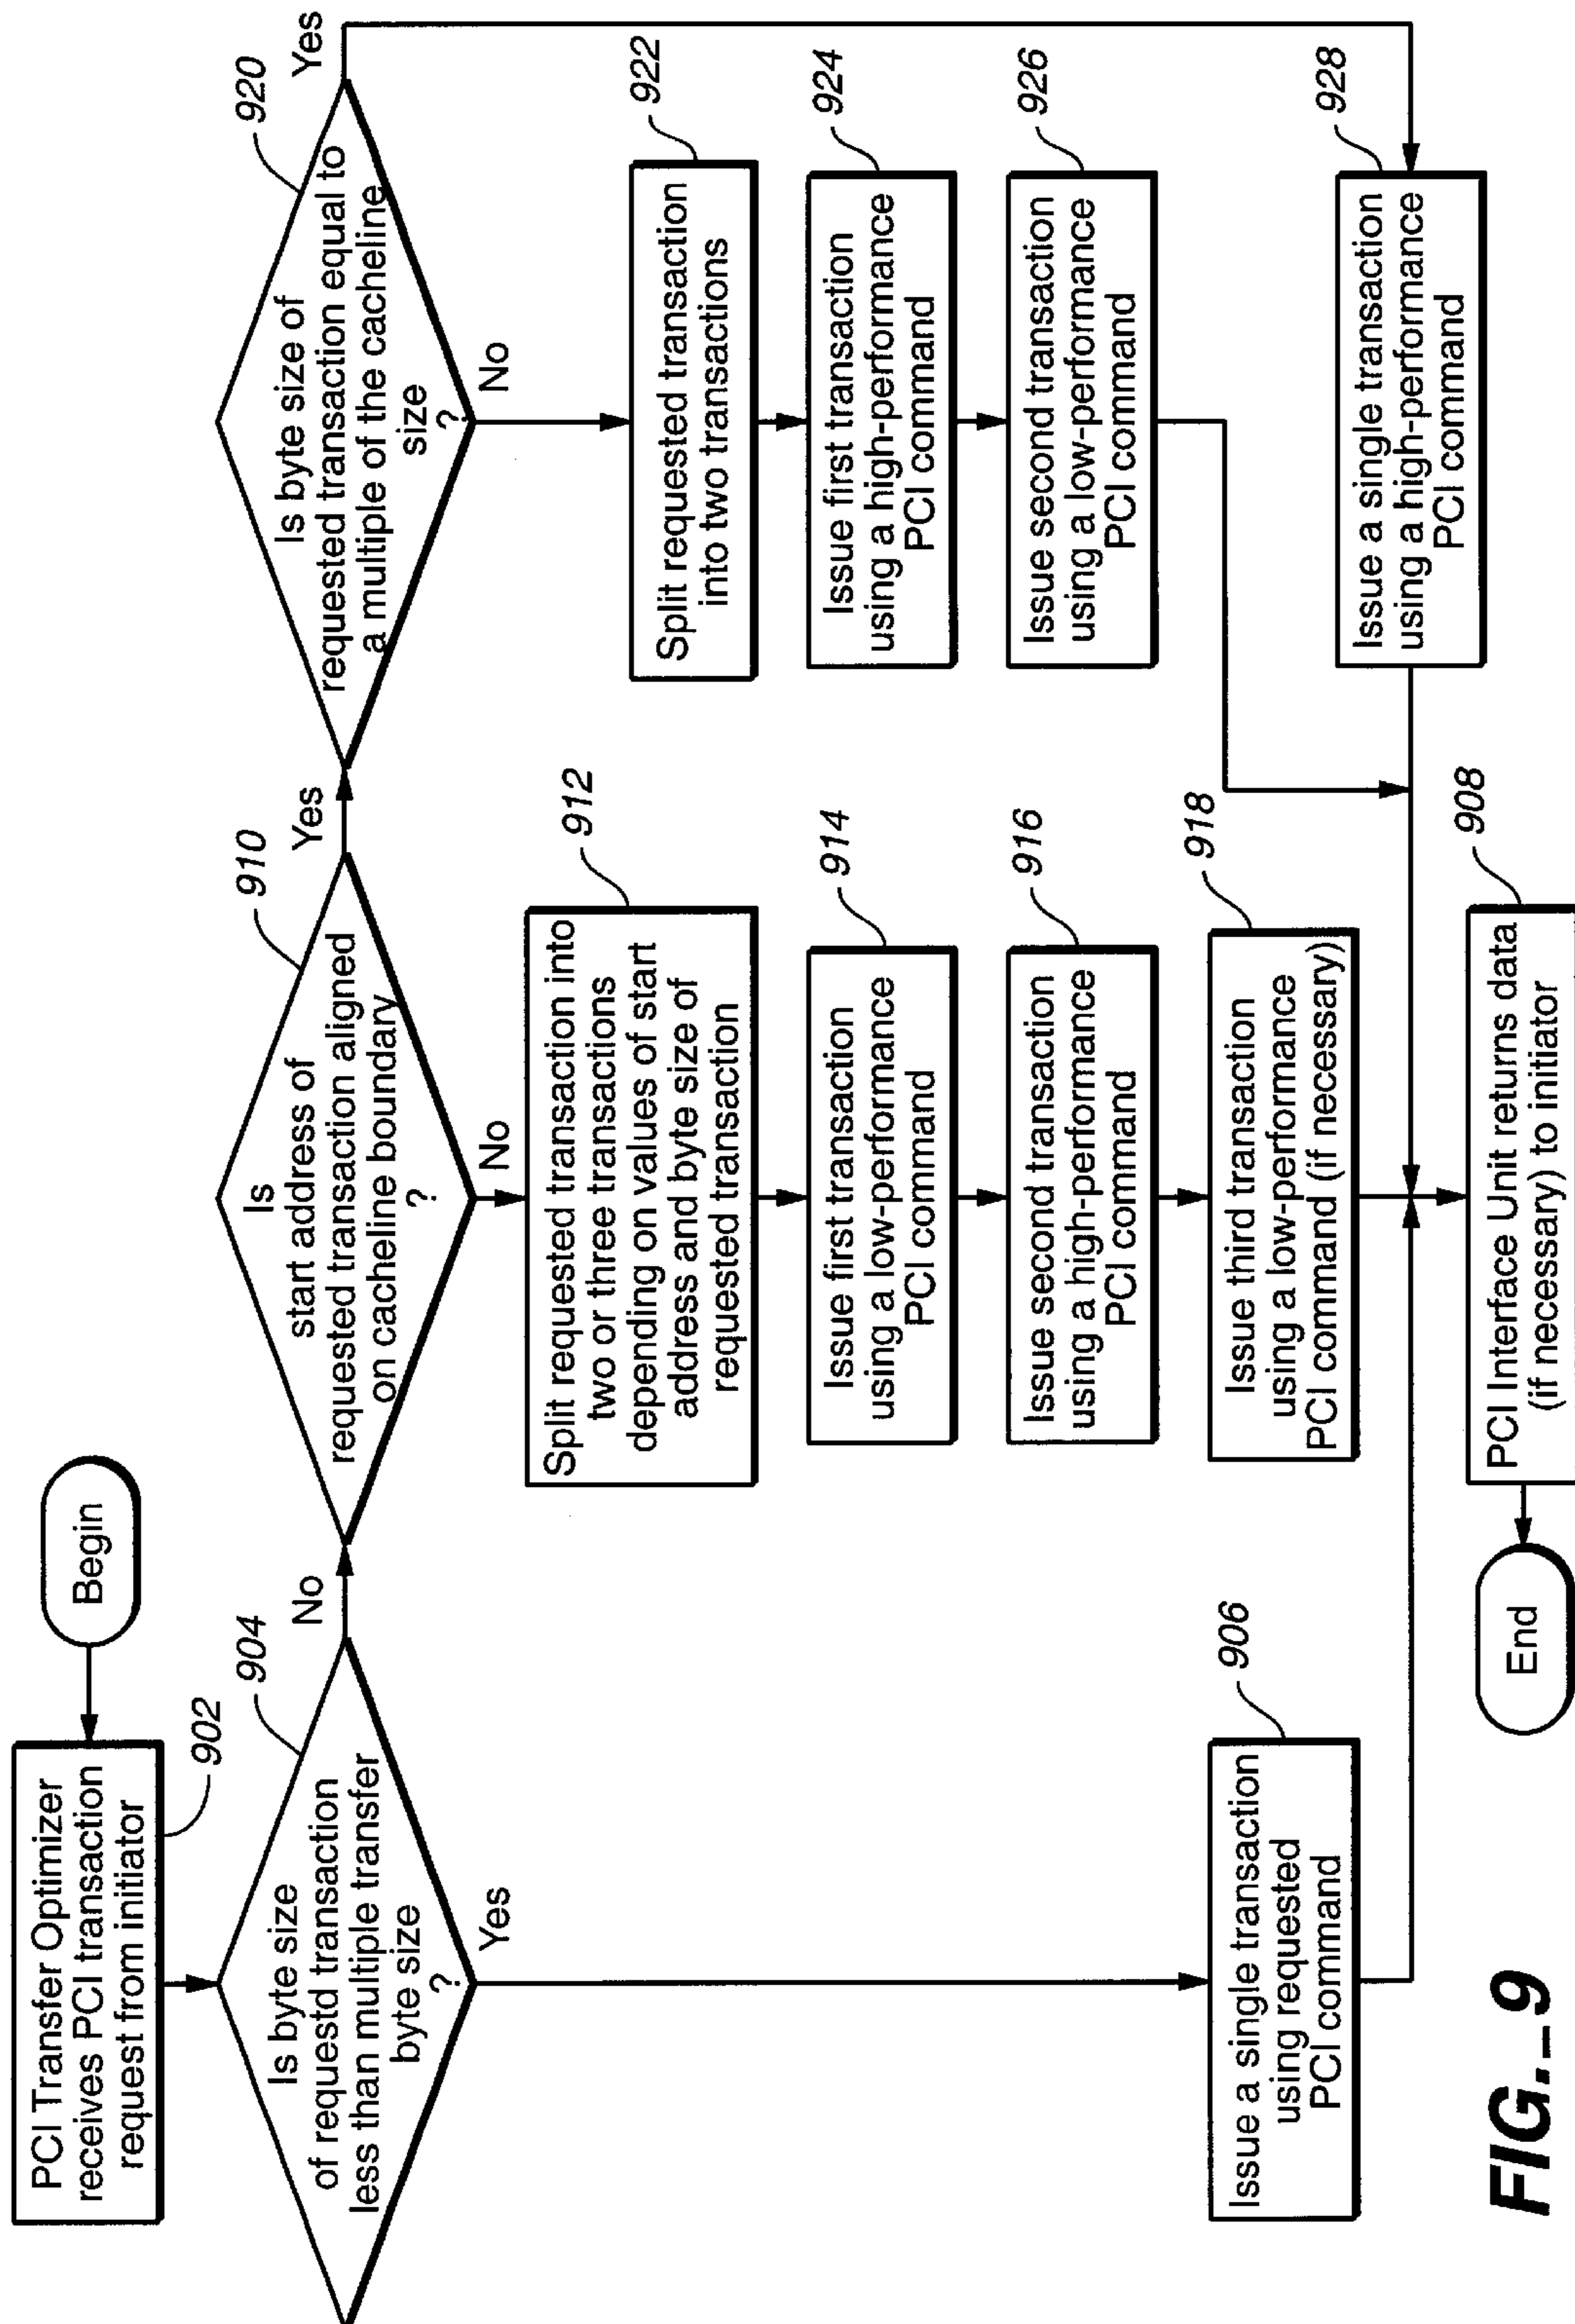 Begin
PCI Transfer Optimizer
receives PCI transaction
request from initiator
902
Is byte size
of requestd transaction
less than multiple transfer
byte size
?
904
No
Yes
Issue a single transaction
using requested
PCI command
906
Is
start address of
requested transaction aligned
on cacheline boundary
?
910
Yes
No
Split requested transaction into
two or three transactions
depending on values of start
address and byte size of
requested transaction
912
Issue first transaction
using a low-performance
PCI command
914
Issue second transaction
using a high-performance
PCI command
916
Issue third transaction
using a low-performance
PCI command (if necessary)
918
Is byte size of
requested transaction equal to
a multiple of the cacheline
size
?
920
Yes
No
Split requested transaction
into two transactions
922
Issue first transaction
using a high-performance
PCI command
924
Issue second transaction
using a low-performance
PCI command
926
Issue a single transaction
using a high-performance
PCI command
928
PCI Interface Unit returns data
(if necessary) to initiator
908
End
FIG._9